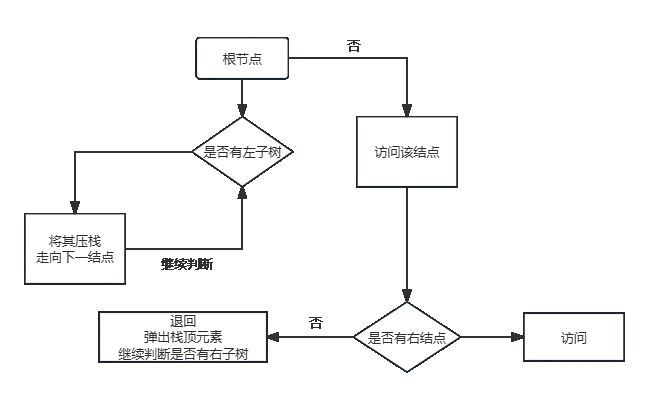 否
根节点
是否有左子树
访问该结点
将其压栈
走向下一结点
继续判断
退回
弹出栈顶元素
继续判断是否有右子树
否
是否有右结点
访问